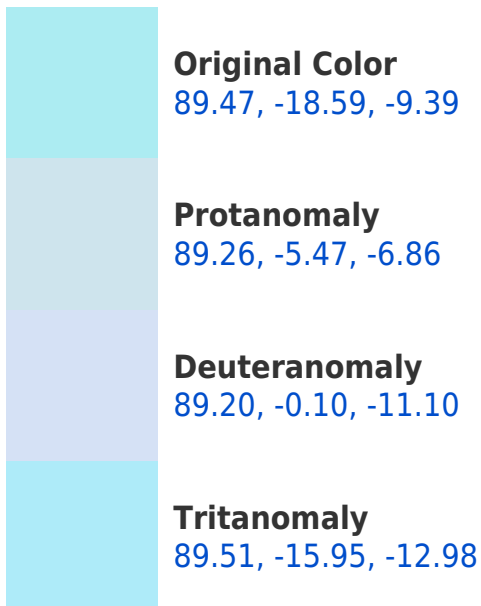 Original Color
89.47, -18.59, -9.39
Protanomaly
89.26, -5.47, -6.86
Deuteranomaly
89.20, -0.10, -11.10
Tritanomaly
89.51, -15.95, -12.98